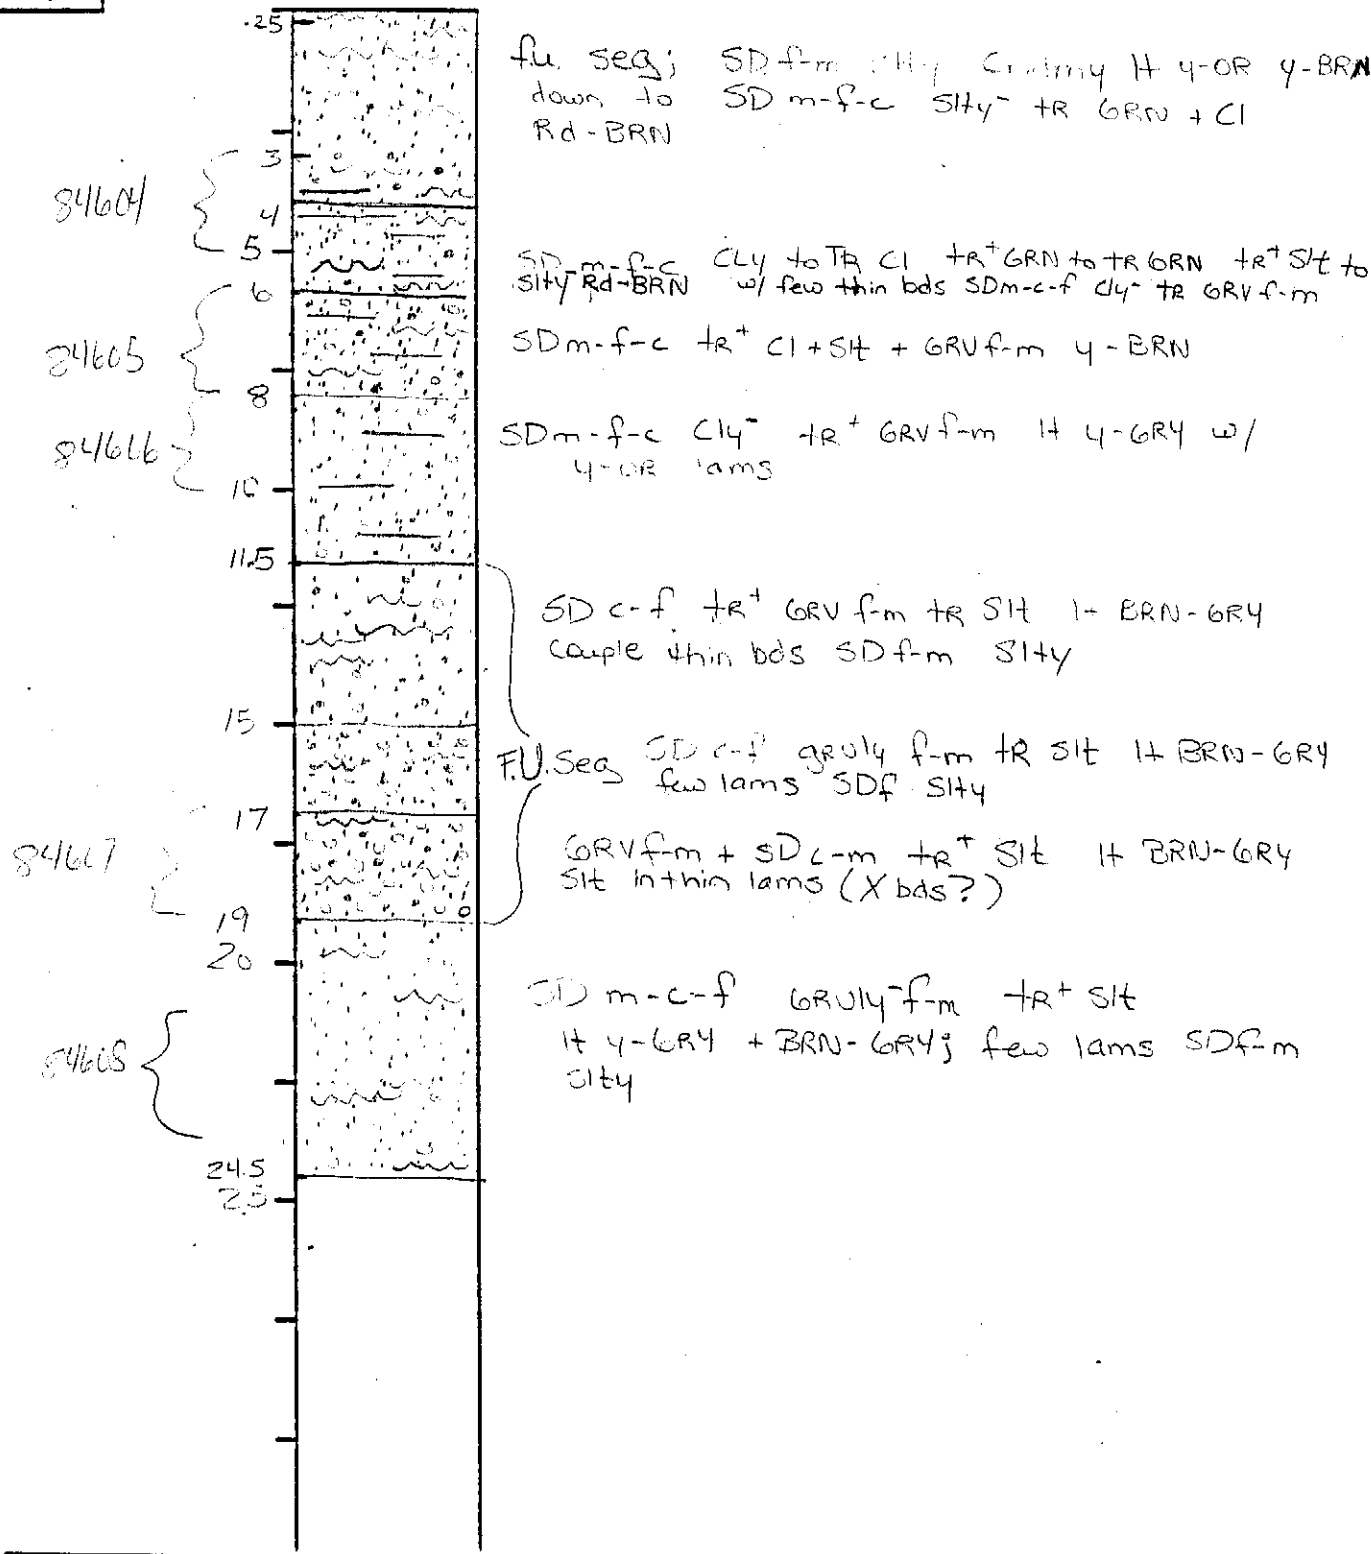 .25
f.u. seq; SD f-m lt y-OR y-BRN
down to SD m-f-c Slty⁻ tR GRN + Cl
Rd-BRN
3
84604
4
5
SD m-f-c CLy to TR Cl tR⁺ GRN to tR GRN tR⁺ Slt to
Slty⁻ Rd-BRN w/ few thin bds SD m-c-f Cly⁻ tR GRV f-m
6
SD m-f-c tR⁺ Cl + Slt + GRV f-m y-BRN
84605
8
SD m-f-c Cly⁻ tR⁺ GRV f-m lt y-GRY w/
y-OR lams
84606
10
11.5
SD c-f tR⁺ GRV f-m tR Slt lt BRN-GRY
Couple thin bds SD f-m Slty
15
F.U. Seq SD c-f gRvly f-m tR Slt lt BRN-GRY
few lams SDf Slty
17
84607
GRV f-m + SD c-m tR⁺ Slt lt BRN-GRY
Slt in thin lams (X bds?)
19
20
SD m-c-f GRVly⁻ f-m tR⁺ Slt
lt y-GRY + BRN-GRY; few lams SD f-m
Slty
84608
24.5
25